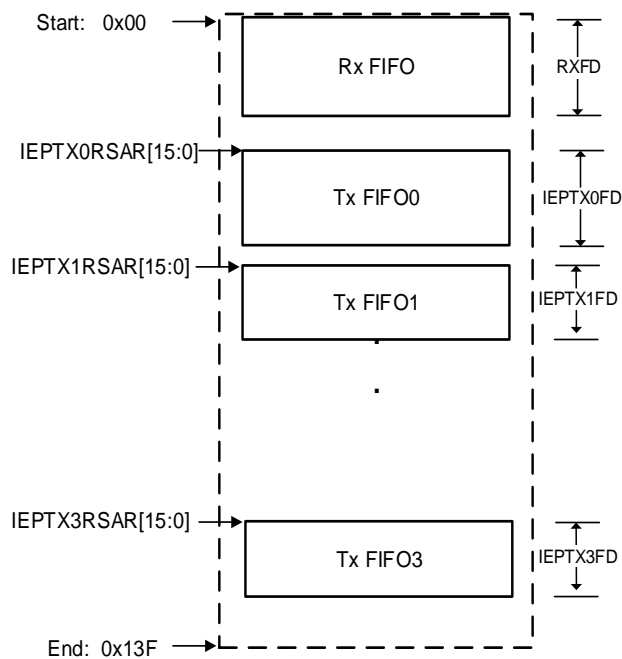 Start: 0x00
Rx FIFO
RXFD
IEPTX0RSAR[15:0]
Tx FIFO0
IEPTX0FD
IEPTX1RSAR[15:0]
Tx FIFO1
IEPTX1FD
.
.
IEPTX3RSAR[15:0]
Tx FIFO3
IEPTX3FD
End: 0x13F